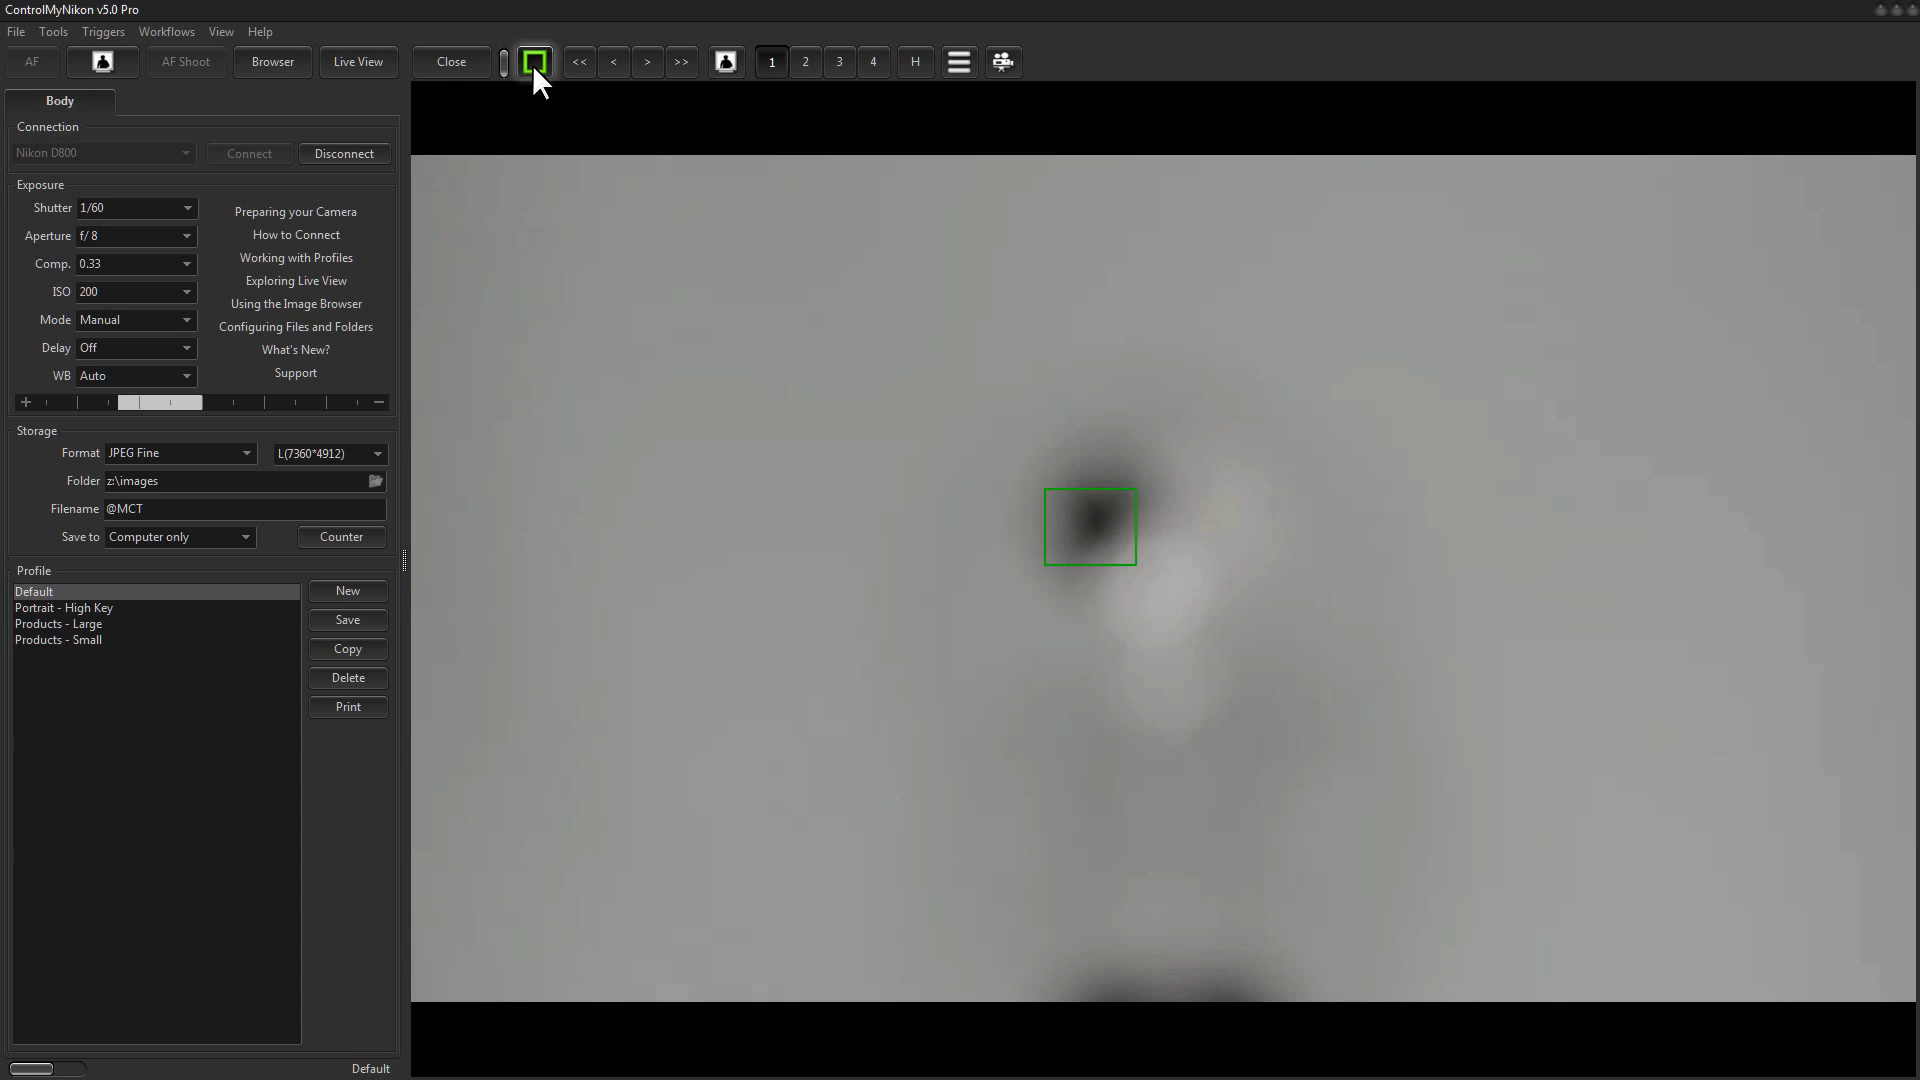 ControlMyNikon v5.0 Pro
File Tools Triggers Workflows View Help
AF AF Shoot Browser Live View Close << < > >> 1 2 3 4 H
Body
Connection
Nikon D800 Connect Disconnect
Exposure
Shutter 1/60
Aperture f/ 8
Comp. 0.33
ISO 200
Mode Manual
Delay Off
WB Auto
Preparing your Camera
How to Connect
Working with Profiles
Exploring Live View
Using the Image Browser
Configuring Files and Folders
What's New?
Support
Storage
Format JPEG Fine L(7360*4912)
Folder z:\images
Filename @MCT
Save to Computer only Counter
Profile
Default
Portrait - High Key
Products - Large
Products - Small
New
Save
Copy
Delete
Print
Default